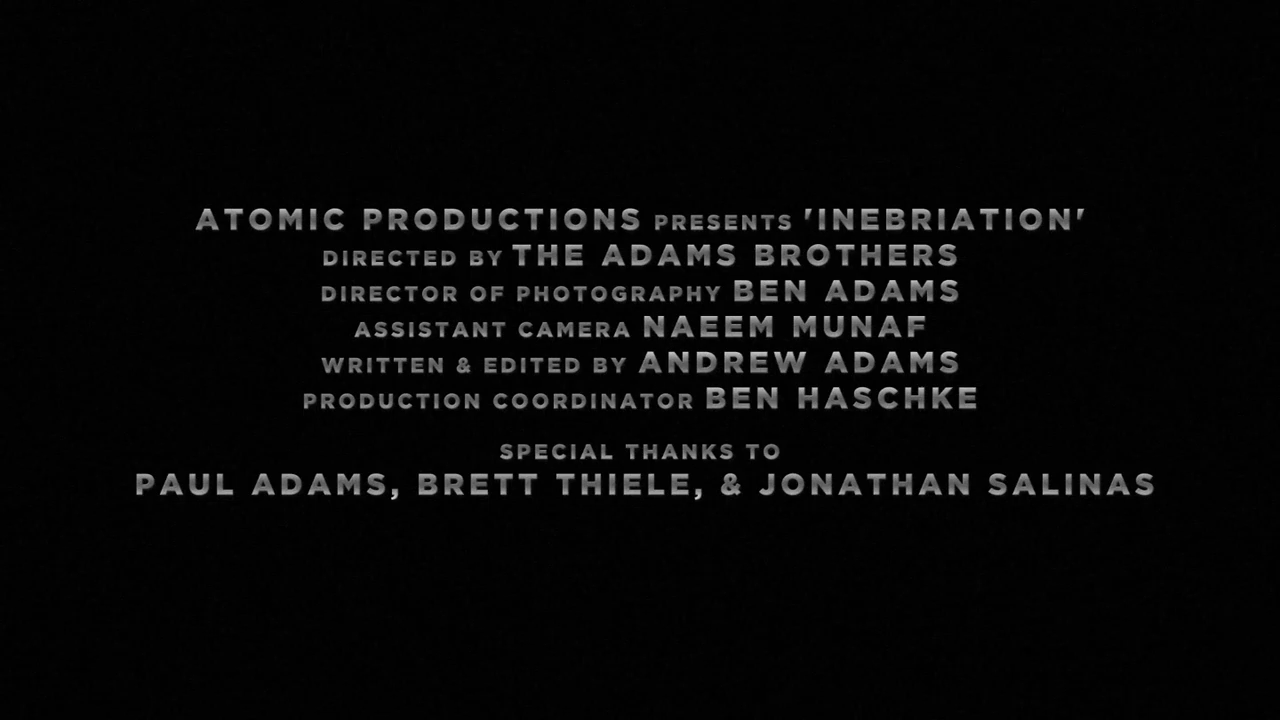 ATOMIC PRODUCTIONS PRESENTS 'INEBRIATION'
DIRECTED BY THE ADAMS BROTHERS
DIRECTOR OF PHOTOGRAPHY BEN ADAMS
ASSISTANT CAMERA NAEEM MUNAF
WRITTEN & EDITED BY ANDREW ADAMS
PRODUCTION COORDINATOR BEN HASCHKE
SPECIAL THANKS TO
PAUL ADAMS, BRETT THIELE, & JONATHAN SALINAS